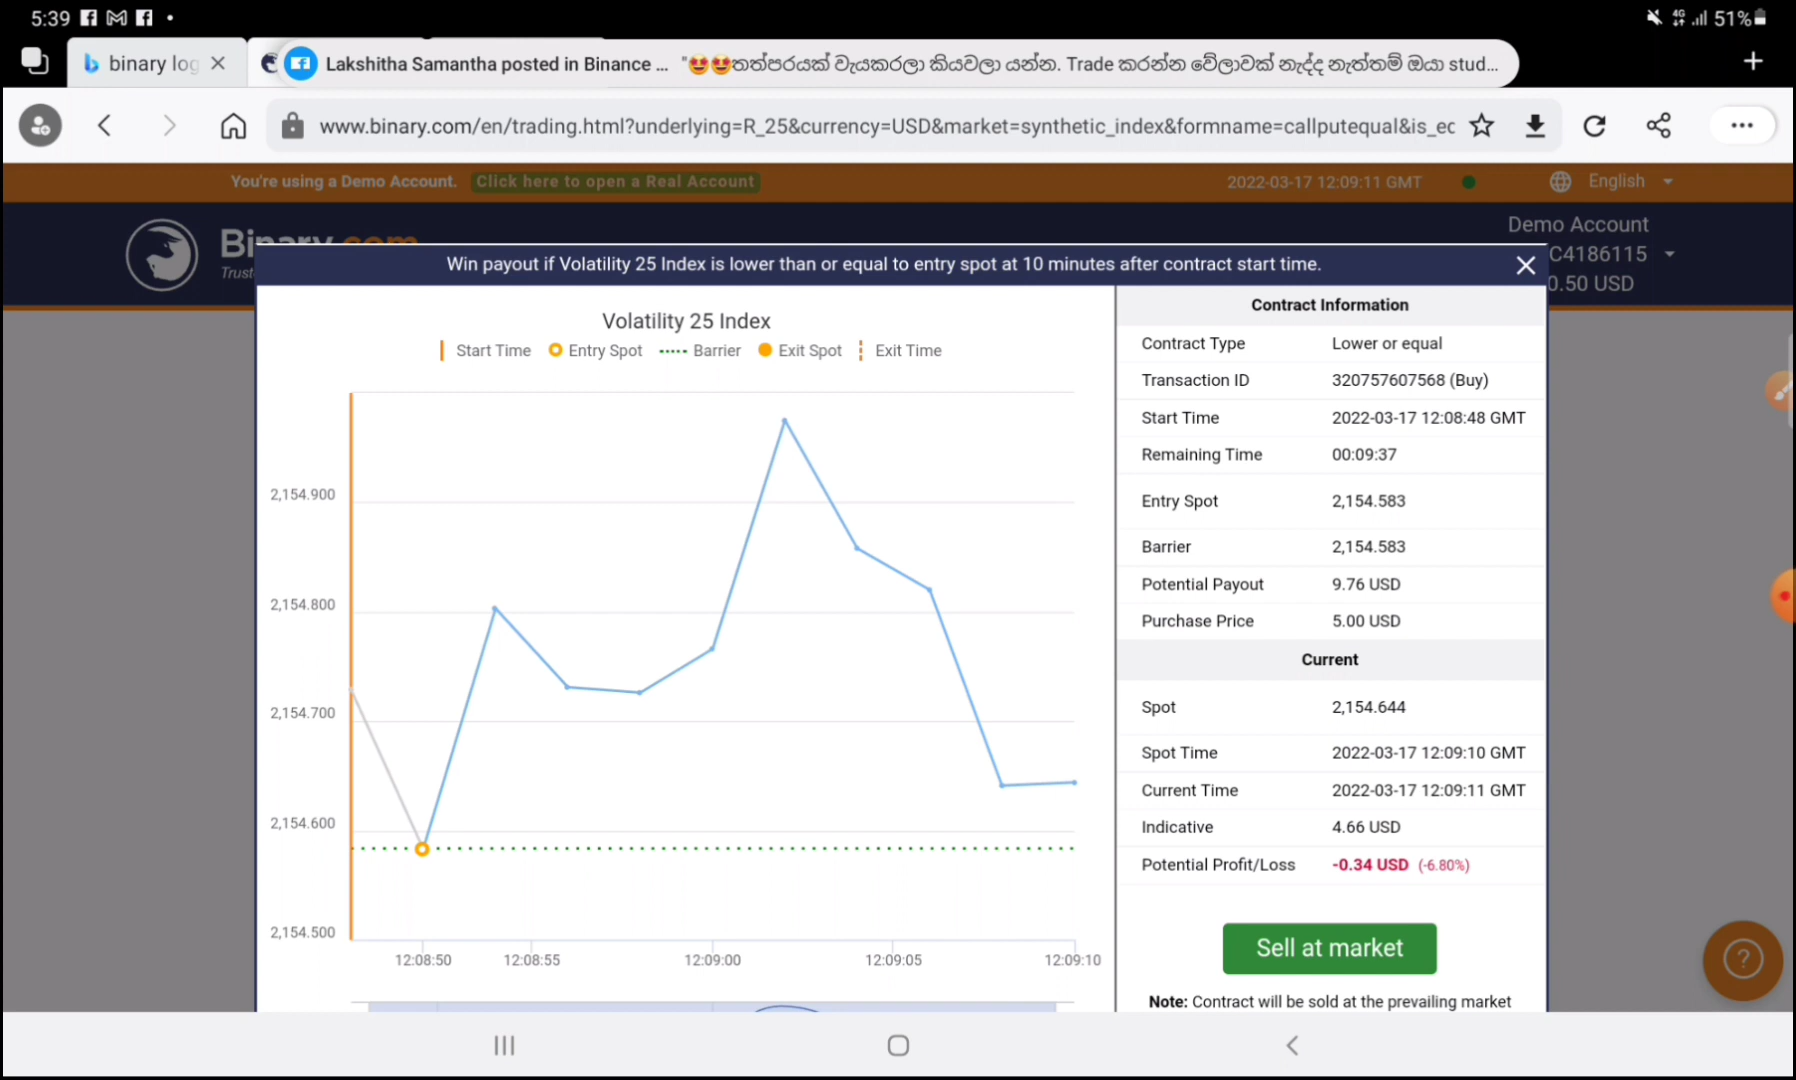 5:39
4G 51%
binary log
Lakshitha Samantha posted in Binance ... "😍😍තත්පරයක් වැයකරලා කියවලා යන්න. Trade කරන්න වේලාවක් නැද්ද නැත්තම් ඔයා stud...
www.binary.com/en/trading.html?underlying=R_25&currency=USD&market=synthetic_index&formname=callputequal&is_ec
You're using a Demo Account. Click here to open a Real Account
2022-03-17 12:09:11 GMT
English
Binary.com
Trust
Demo Account
C4186115
0.50 USD
Win payout if Volatility 25 Index is lower than or equal to entry spot at 10 minutes after contract start time.
Volatility 25 Index
Start Time Entry Spot Barrier Exit Spot Exit Time
2,154.900
2,154.800
2,154.700
2,154.600
2,154.500
12:08:50 12:08:55 12:09:00 12:09:05 12:09:10
Contract Information
Contract Type Lower or equal
Transaction ID 320757607568 (Buy)
Start Time 2022-03-17 12:08:48 GMT
Remaining Time 00:09:37
Entry Spot 2,154.583
Barrier 2,154.583
Potential Payout 9.76 USD
Purchase Price 5.00 USD
Current
Spot 2,154.644
Spot Time 2022-03-17 12:09:10 GMT
Current Time 2022-03-17 12:09:11 GMT
Indicative 4.66 USD
Potential Profit/Loss -0.34 USD (-6.80%)
Sell at market
Note: Contract will be sold at the prevailing market